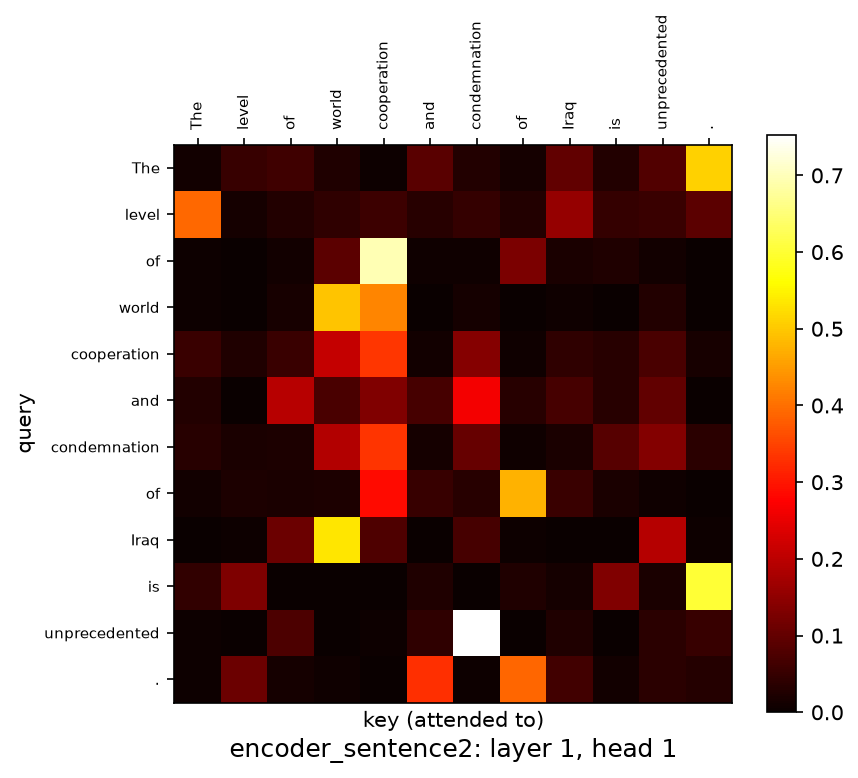 The level of world cooperation and condemnation of Iraq is unprecedented .
The
level
of
world
cooperation
and
condemnation
of
Iraq
is
unprecedented
.
query
key (attended to)
encoder_sentence2: layer 1, head 1
0.7
0.6
0.5
0.4
0.3
0.2
0.1
0.0